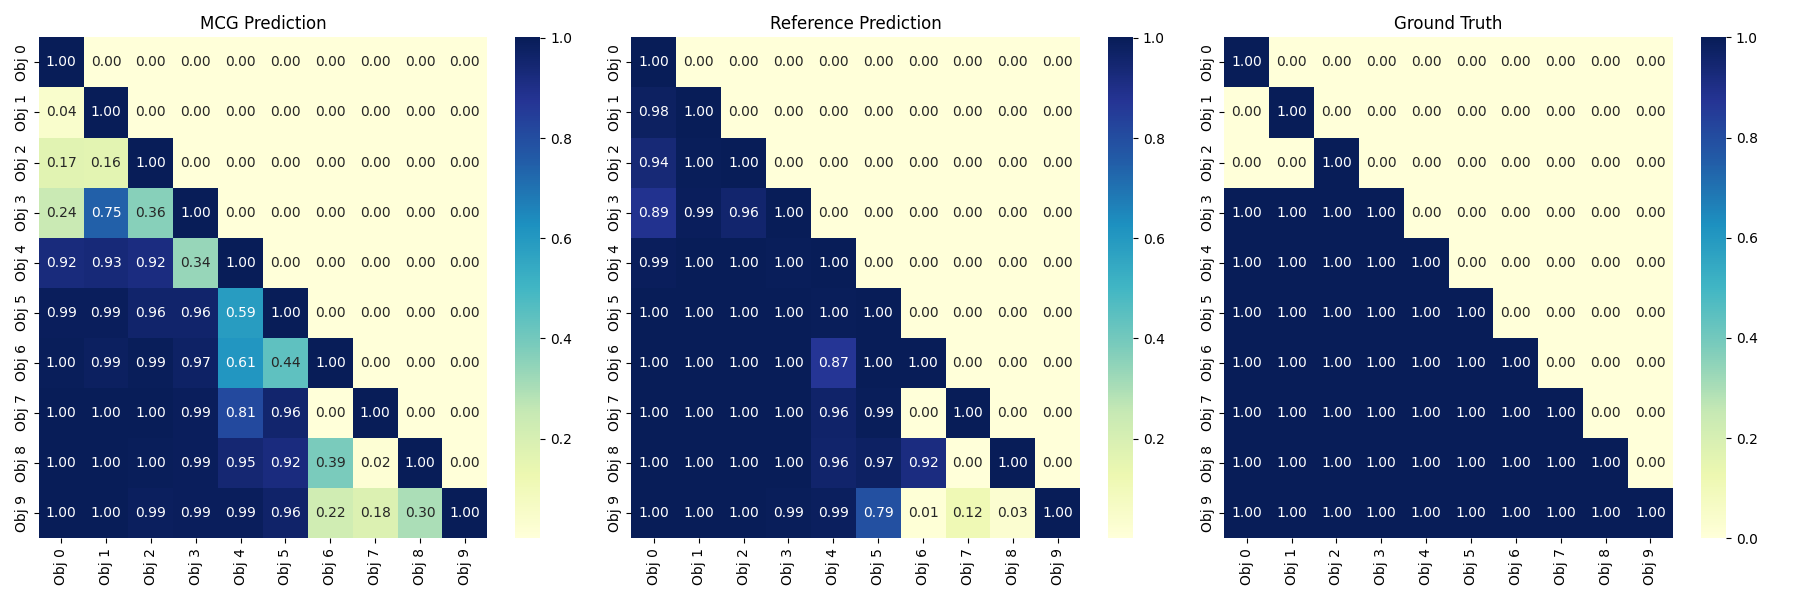 MCG Prediction
Obj 0 1.00 0.00 0.00 0.00 0.00 0.00 0.00 0.00 0.00 0.00
Obj 1 0.04 1.00 0.00 0.00 0.00 0.00 0.00 0.00 0.00 0.00
Obj 2 0.17 0.16 1.00 0.00 0.00 0.00 0.00 0.00 0.00 0.00
Obj 3 0.24 0.75 0.36 1.00 0.00 0.00 0.00 0.00 0.00 0.00
Obj 4 0.92 0.93 0.92 0.34 1.00 0.00 0.00 0.00 0.00 0.00
Obj 5 0.99 0.99 0.96 0.96 0.59 1.00 0.00 0.00 0.00 0.00
Obj 6 1.00 0.99 0.99 0.97 0.61 0.44 1.00 0.00 0.00 0.00
Obj 7 1.00 1.00 1.00 0.99 0.81 0.96 0.00 1.00 0.00 0.00
Obj 8 1.00 1.00 1.00 0.99 0.95 0.92 0.39 0.02 1.00 0.00
Obj 9 1.00 1.00 0.99 0.99 0.99 0.96 0.22 0.18 0.30 1.00
Obj 0 Obj 1 Obj 2 Obj 3 Obj 4 Obj 5 Obj 6 Obj 7 Obj 8 Obj 9
1.0
0.8
0.6
0.4
0.2
Reference Prediction
Obj 0 1.00 0.00 0.00 0.00 0.00 0.00 0.00 0.00 0.00 0.00
Obj 1 0.98 1.00 0.00 0.00 0.00 0.00 0.00 0.00 0.00 0.00
Obj 2 0.94 1.00 1.00 0.00 0.00 0.00 0.00 0.00 0.00 0.00
Obj 3 0.89 0.99 0.96 1.00 0.00 0.00 0.00 0.00 0.00 0.00
Obj 4 0.99 1.00 1.00 1.00 1.00 0.00 0.00 0.00 0.00 0.00
Obj 5 1.00 1.00 1.00 1.00 1.00 1.00 0.00 0.00 0.00 0.00
Obj 6 1.00 1.00 1.00 1.00 0.87 1.00 1.00 0.00 0.00 0.00
Obj 7 1.00 1.00 1.00 1.00 0.96 0.99 0.00 1.00 0.00 0.00
Obj 8 1.00 1.00 1.00 1.00 0.96 0.97 0.92 0.00 1.00 0.00
Obj 9 1.00 1.00 1.00 0.99 0.99 0.79 0.01 0.12 0.03 1.00
Obj 0 Obj 1 Obj 2 Obj 3 Obj 4 Obj 5 Obj 6 Obj 7 Obj 8 Obj 9
1.0
0.8
0.6
0.4
0.2
Ground Truth
Obj 0 1.00 0.00 0.00 0.00 0.00 0.00 0.00 0.00 0.00 0.00
Obj 1 0.00 1.00 0.00 0.00 0.00 0.00 0.00 0.00 0.00 0.00
Obj 2 0.00 0.00 1.00 0.00 0.00 0.00 0.00 0.00 0.00 0.00
Obj 3 1.00 1.00 1.00 1.00 0.00 0.00 0.00 0.00 0.00 0.00
Obj 4 1.00 1.00 1.00 1.00 1.00 0.00 0.00 0.00 0.00 0.00
Obj 5 1.00 1.00 1.00 1.00 1.00 1.00 0.00 0.00 0.00 0.00
Obj 6 1.00 1.00 1.00 1.00 1.00 1.00 1.00 0.00 0.00 0.00
Obj 7 1.00 1.00 1.00 1.00 1.00 1.00 1.00 1.00 0.00 0.00
Obj 8 1.00 1.00 1.00 1.00 1.00 1.00 1.00 1.00 1.00 0.00
Obj 9 1.00 1.00 1.00 1.00 1.00 1.00 1.00 1.00 1.00 1.00
Obj 0 Obj 1 Obj 2 Obj 3 Obj 4 Obj 5 Obj 6 Obj 7 Obj 8 Obj 9
1.0
0.8
0.6
0.4
0.2
0.0